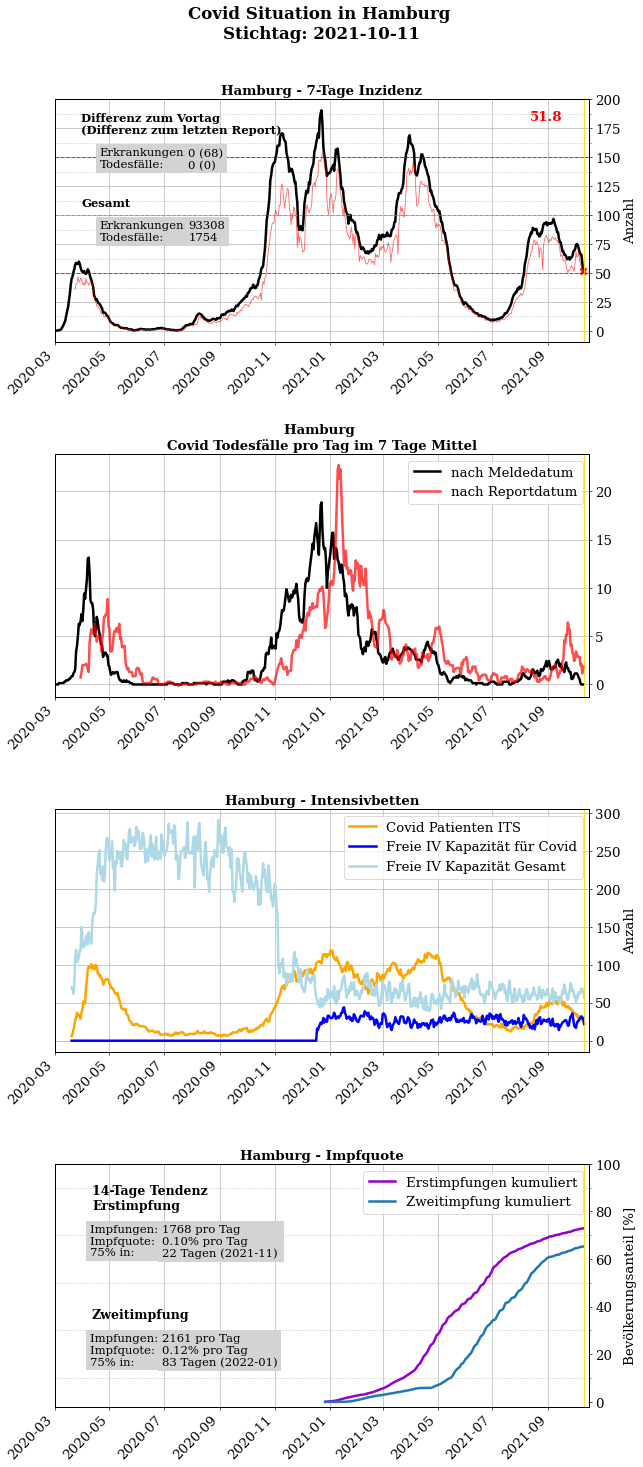 Covid Situation in Hamburg
Stichtag: 2021-10-11
Hamburg - 7-Tage Inzidenz
Differenz zum Vortag
(Differenz zum letzten Report)
Erkrankungen 0 (68)
Todesfälle: 0 (0)
Gesamt
Erkrankungen 93308
Todesfälle: 1754
51.8
200
175
150
125
100
75
50
25
0
Anzahl
2020-03
2020-05
2020-07
2020-09
2020-11
2021-01
2021-03
2021-05
2021-07
2021-09
Hamburg
Covid Todesfälle pro Tag im 7 Tage Mittel
nach Meldedatum
nach Reportdatum
20
15
10
5
0
2020-03
2020-05
2020-07
2020-09
2020-11
2021-01
2021-03
2021-05
2021-07
2021-09
Hamburg - Intensivbetten
Covid Patienten ITS
Freie IV Kapazität für Covid
Freie IV Kapazität Gesamt
300
250
200
150
100
50
0
Anzahl
2020-03
2020-05
2020-07
2020-09
2020-11
2021-01
2021-03
2021-05
2021-07
2021-09
Hamburg - Impfquote
14-Tage Tendenz
Erstimpfung
Impfungen: 1768 pro Tag
Impfquote: 0.10% pro Tag
75% in: 22 Tagen (2021-11)
Zweitimpfung
Impfungen: 2161 pro Tag
Impfquote: 0.12% pro Tag
75% in: 83 Tagen (2022-01)
Erstimpfungen kumuliert
Zweitimpfung kumuliert
100
80
60
40
20
0
Bevölkerungsanteil [%]
2020-03
2020-05
2020-07
2020-09
2020-11
2021-01
2021-03
2021-05
2021-07
2021-09